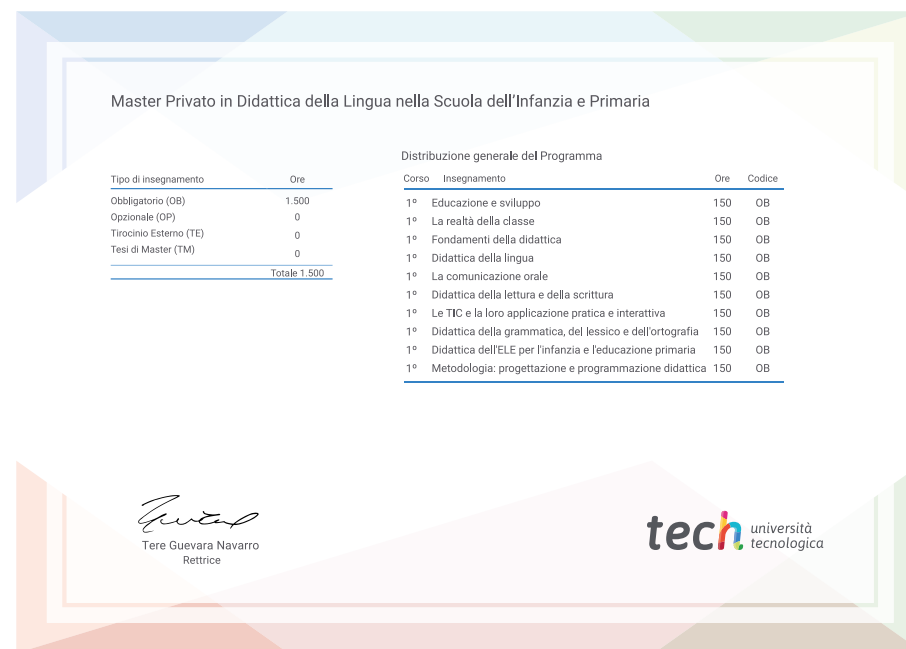 Master Privato in Didattica della Lingua nella Scuola dell'Infanzia e Primaria
Tipo di insegnamento Ore
Obbligatorio (OB) 1.500
Opzionale (OP) 0
Tirocinio Esterno (TE) 0
Tesi di Master (TM) 0
Totale 1.500
Distribuzione generale del Programma
Corso Insegnamento Ore Codice
1º Educazione e sviluppo 150 OB
1º La realtà della classe 150 OB
1º Fondamenti della didattica 150 OB
1º Didattica della lingua 150 OB
1º La comunicazione orale 150 OB
1º Didattica della lettura e della scrittura 150 OB
1º Le TIC e la loro applicazione pratica e interattiva 150 OB
1º Didattica della grammatica, del lessico e dell'ortografia 150 OB
1º Didattica dell'ELE per l'infanzia e l'educazione primaria 150 OB
1º Metodologia: progettazione e programmazione didattica 150 OB
Tere Guevara Navarro
Rettrice
tech università
tecnologica